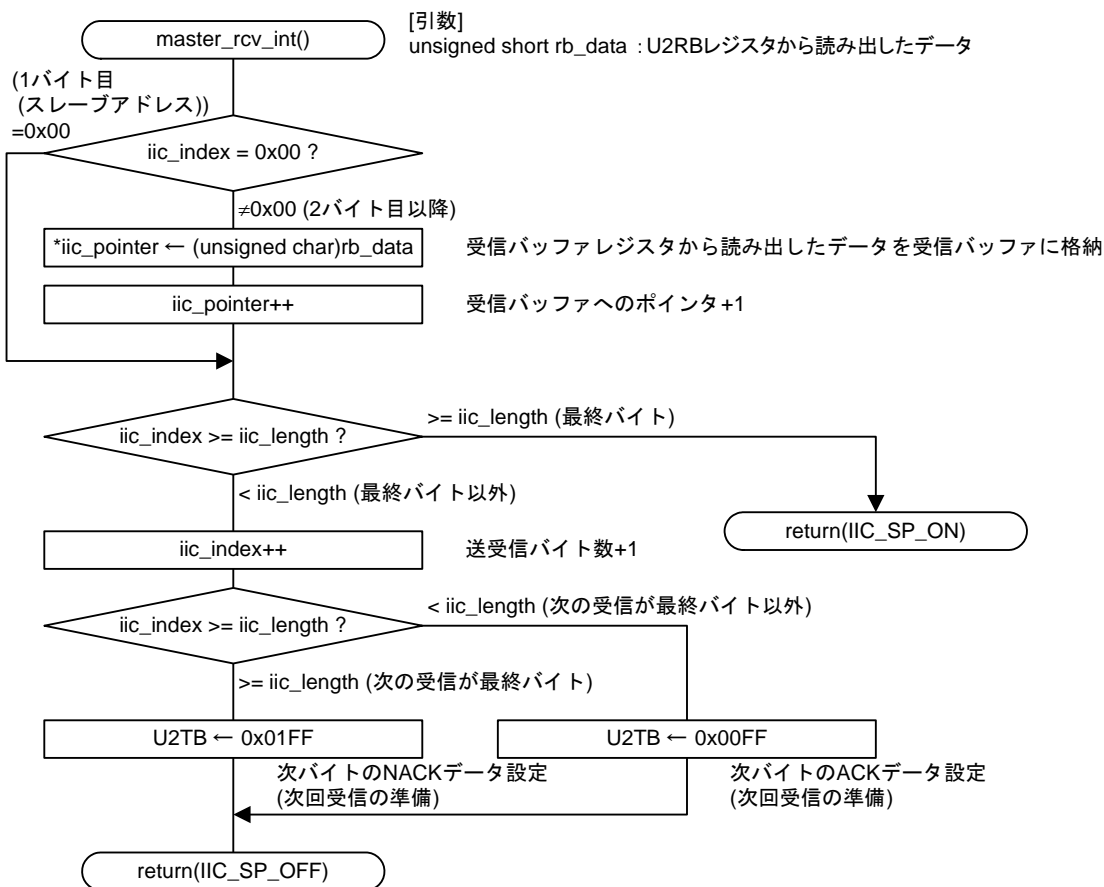 master_rcv_int()
[引数]
unsigned short rb_data ：U2RBレジスタから読み出したデータ
(1バイト目
(スレーブアドレス))
=0x00
iic_index = 0x00 ?
≠0x00 (2バイト目以降)
*iic_pointer ← (unsigned char)rb_data
受信バッファレジスタから読み出したデータを受信バッファに格納
iic_pointer++
受信バッファへのポインタ+1
iic_index >= iic_length ?
>= iic_length (最終バイト)
< iic_length (最終バイト以外)
return(IIC_SP_ON)
iic_index++
送受信バイト数+1
iic_index >= iic_length ?
< iic_length (次の受信が最終バイト以外)
>= iic_length (次の受信が最終バイト)
U2TB ← 0x01FF
U2TB ← 0x00FF
次バイトのNACKデータ設定
(次回受信の準備)
次バイトのACKデータ設定
(次回受信の準備)
return(IIC_SP_OFF)